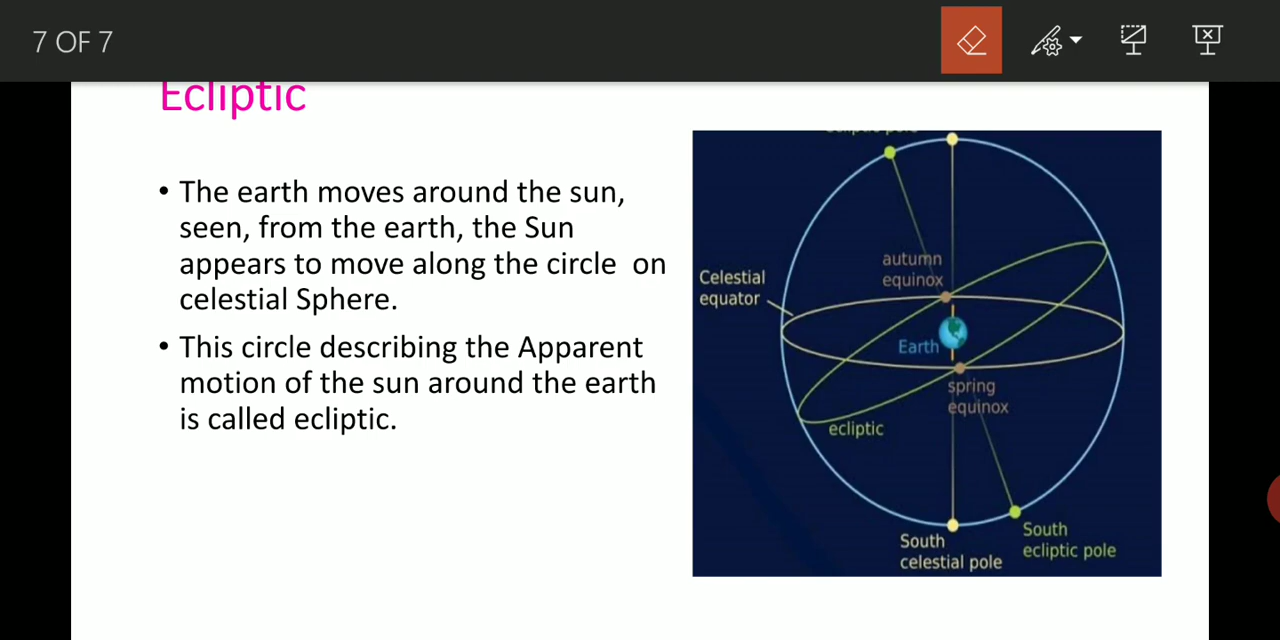 7 OF 7
Ecliptic
• The earth moves around the sun,
seen, from the earth, the Sun
appears to move along the circle on
celestial Sphere.
• This circle describing the Apparent
motion of the sun around the earth
is called ecliptic.
autumn
equinox
Celestial
equator
Earth
spring
equinox
ecliptic
South
celestial pole
South
ecliptic pole